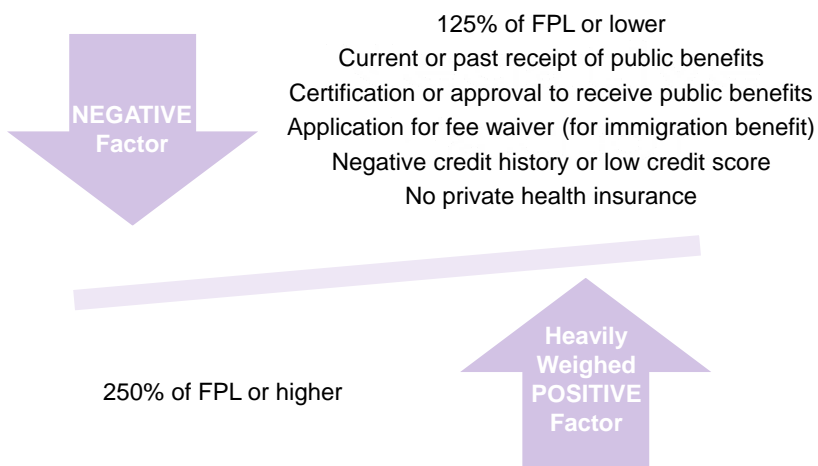 NEGATIVE
Factor
125% of FPL or lower
Current or past receipt of public benefits
Certification or approval to receive public benefits
Application for fee waiver (for immigration benefit)
Negative credit history or low credit score
No private health insurance
250% of FPL or higher
Heavily
Weighed
POSITIVE
Factor